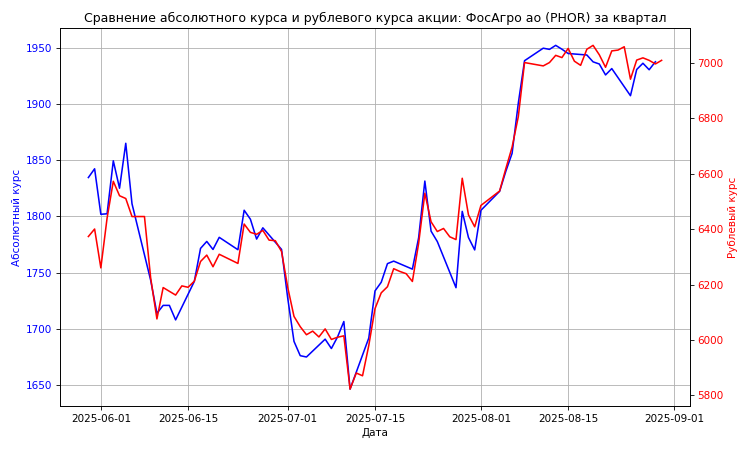 Сравнение абсолютного курса и рублевого курса акции: ФосАгро ао (PHOR) за квартал
1950
1900
1850
1800
1750
1700
1650
Абсолютный курс
7000
6800
6600
6400
6200
6000
5800
Рублевый курс
2025-06-01 2025-06-15 2025-07-01 2025-07-15 2025-08-01 2025-08-15 2025-09-01
Дата